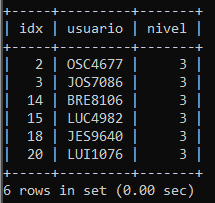 +-----+---------+-------+
| idx | usuario | nivel |
+-----+---------+-------+
| 2 | OSC4677 | 3 |
| 3 | JOS7086 | 3 |
| 14 | BRE8106 | 3 |
| 15 | LUC4982 | 3 |
| 18 | JES9640 | 3 |
| 20 | LUI1076 | 3 |
+-----+---------+-------+
6 rows in set (0.00 sec)